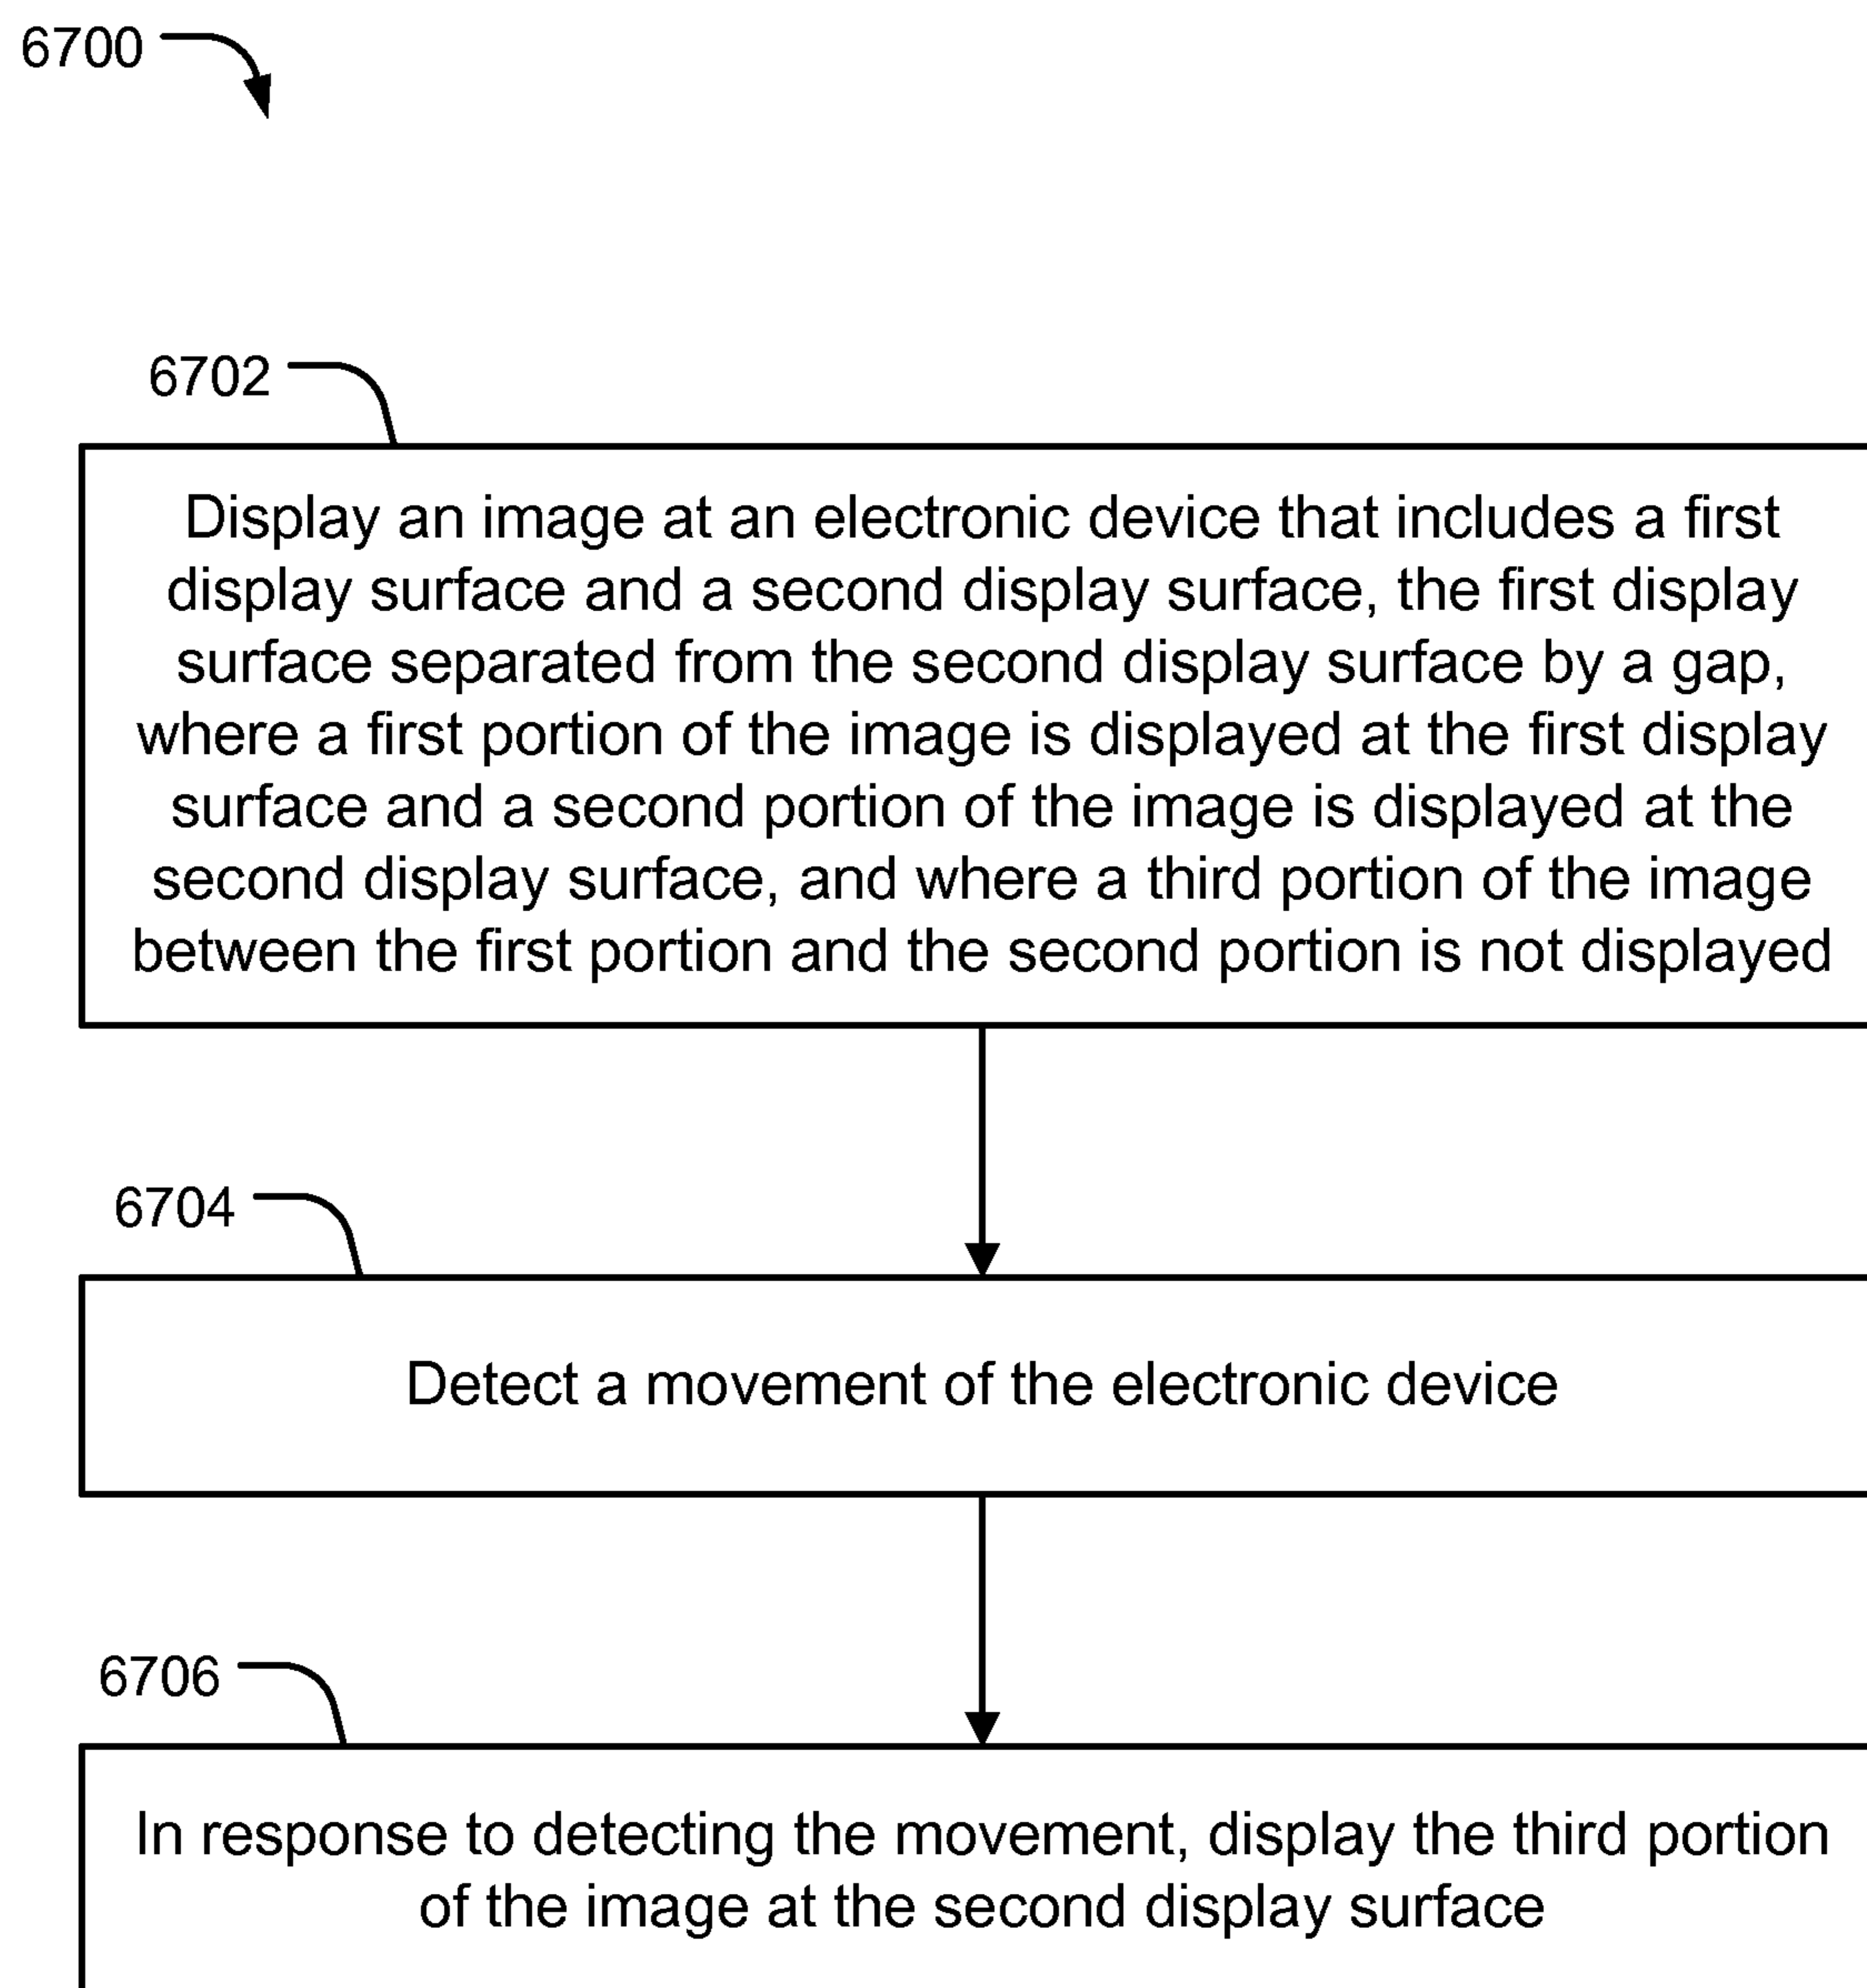 6700
6702
Display an image at an electronic device that includes a first
display surface and a second display surface, the first display
surface separated from the second display surface by a gap,
where a first portion of the image is displayed at the first display
surface and a second portion of the image is displayed at the
second display surface, and where a third portion of the image
between the first portion and the second portion is not displayed
6704
Detect a movement of the electronic device
6706
In response to detecting the movement, display the third portion
of the image at the second display surface